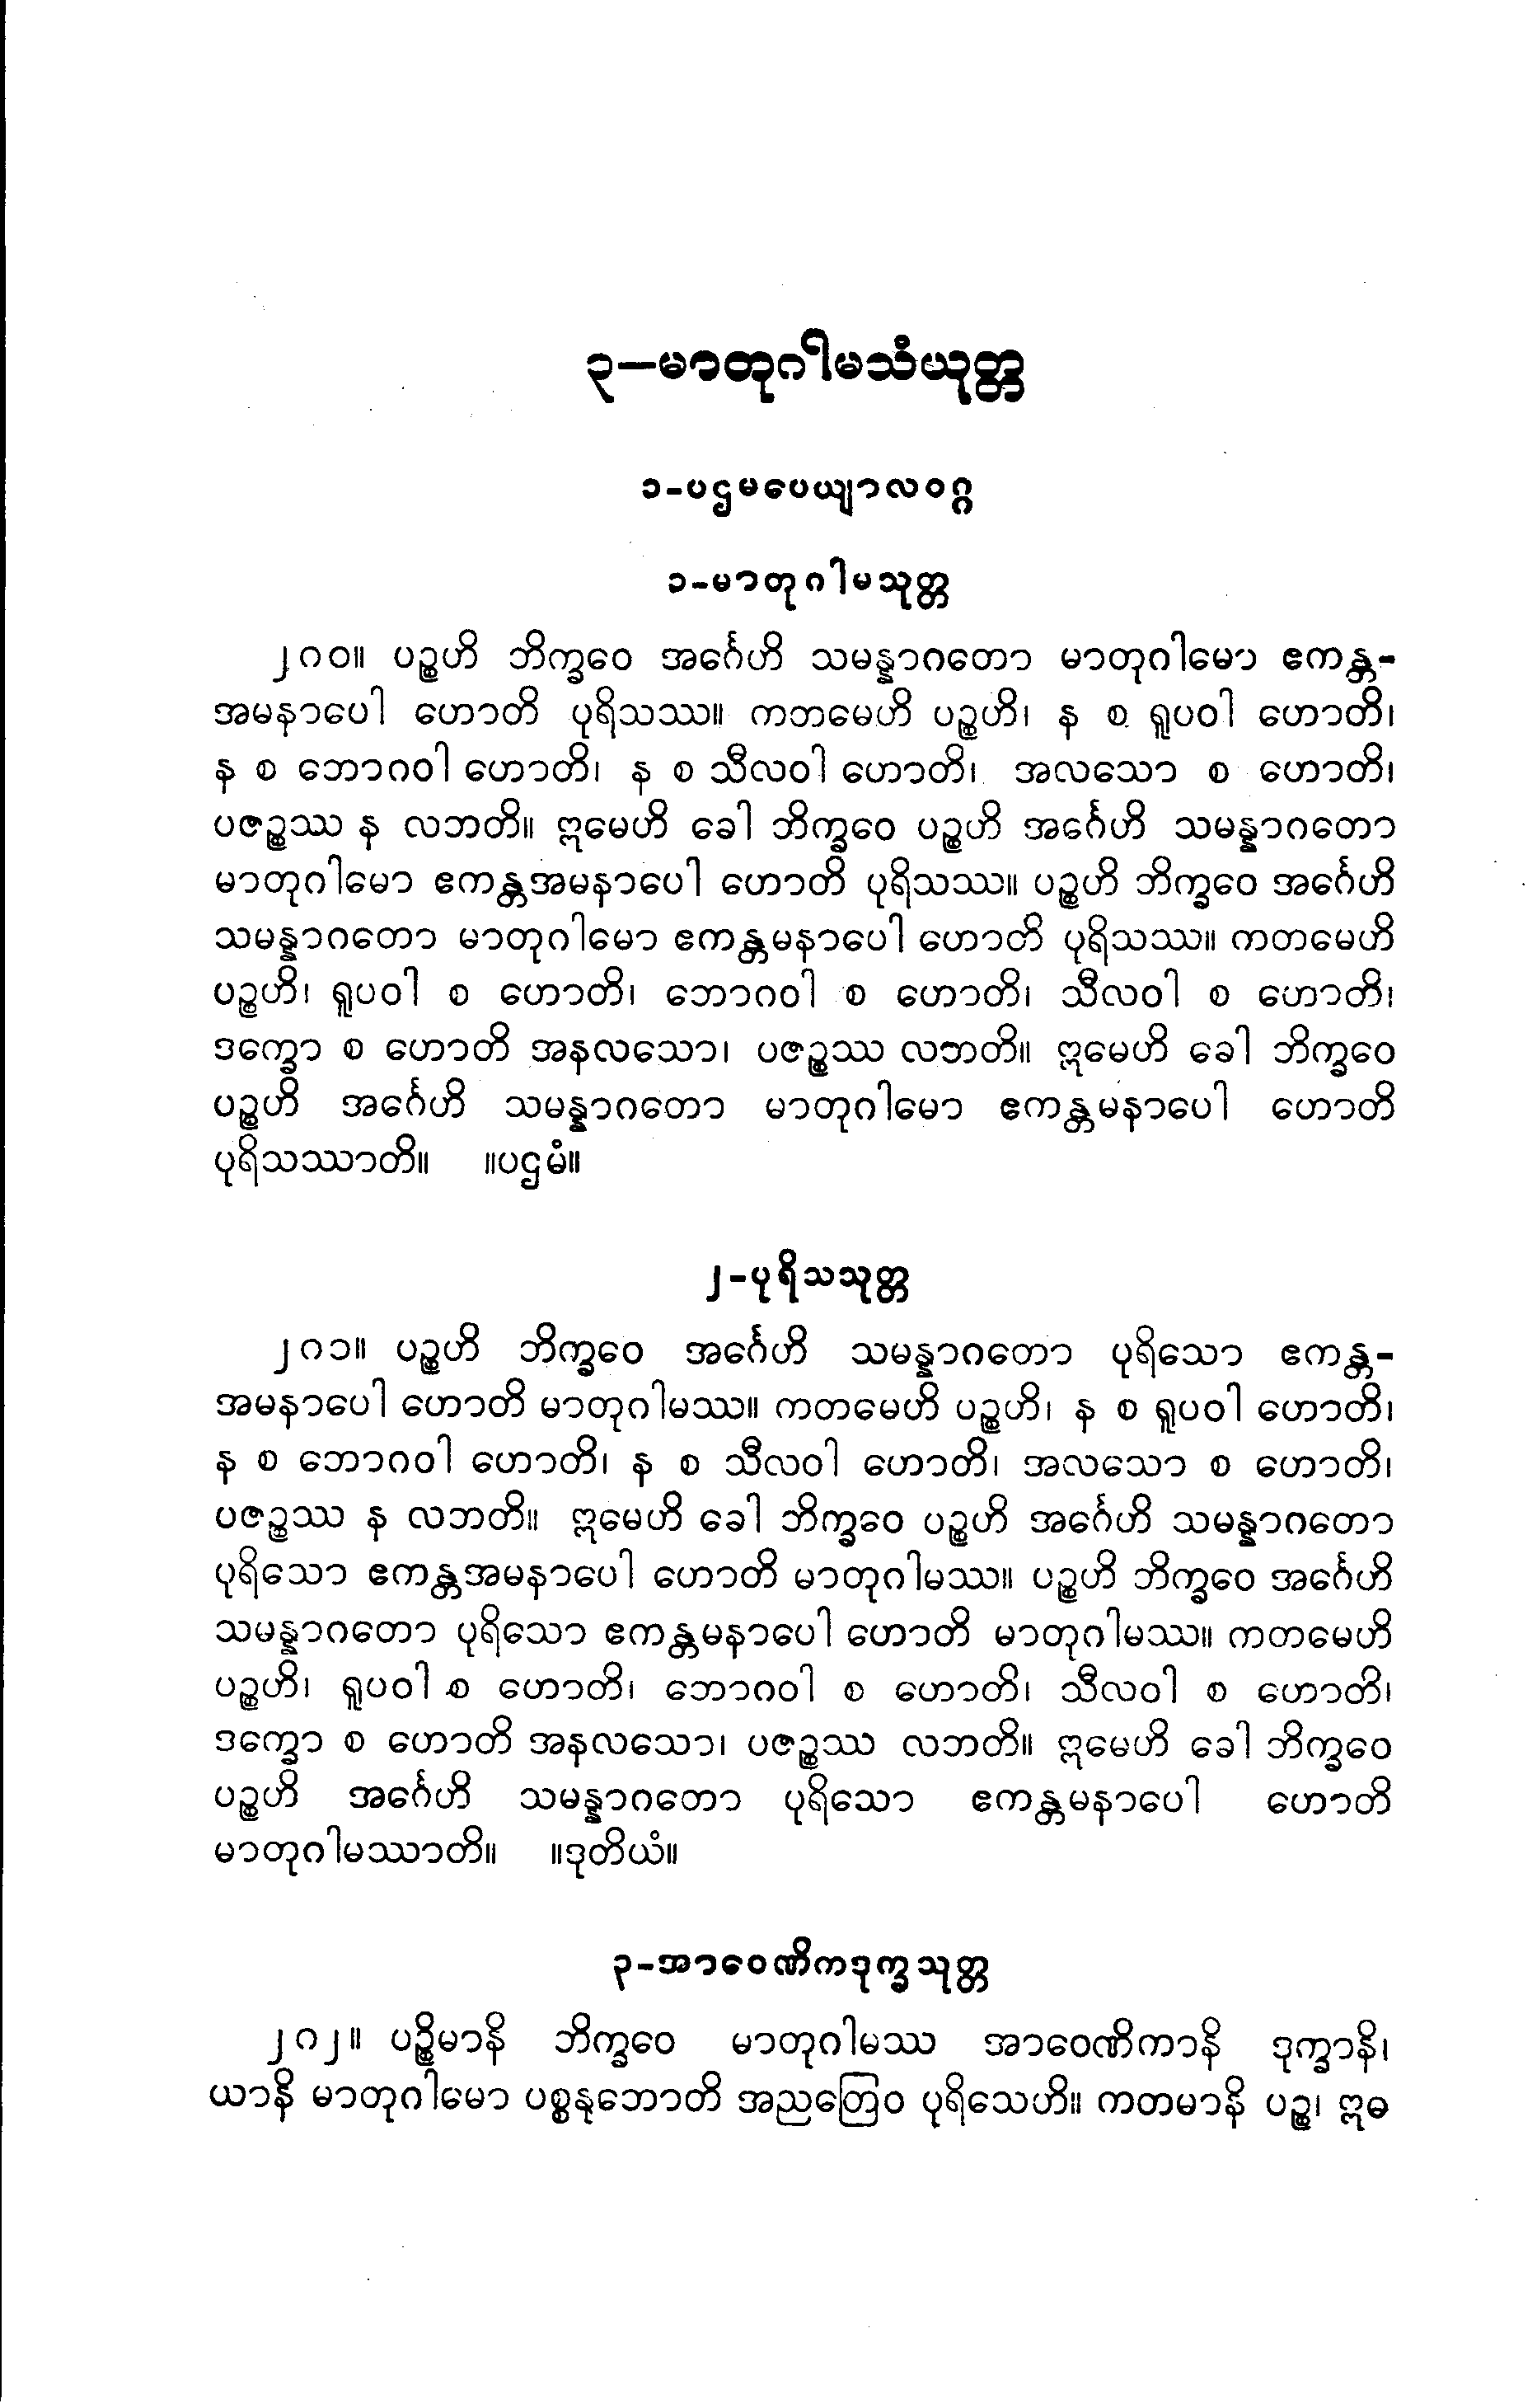 ၃—မာတုဂါမသံယုတ္တ
၁-ပဌမပေယျာလဝဂ္ဂ
၁-မာတုဂါမသုတ္တ
၂၈၀။ ပဉ္စဟိ ဘိက္ခဝေ အင်္ဂေဟိ သမန္နာဂတော မာတုဂါမော ဧကန္တ-
အမနာပေါ ဟောတိ ပုရိသဿ။ ကတမေဟိ ပဉ္စဟိ၊ န စ ရူပဝါ ဟောတိ၊
န စ ဘောဂဝါ ဟောတိ၊ န စ သီလဝါ ဟောတိ၊ အလသော စ ဟောတိ၊
ပဇဉ္စဿ န လဘတိ။ ဣမေဟိ ခေါ ဘိက္ခဝေ ပဉ္စဟိ အင်္ဂေဟိ သမန္နာဂတော
မာတုဂါမော ဧကန္တအမနာပေါ ဟောတိ ပုရိသဿ။ ပဉ္စဟိ ဘိက္ခဝေ အင်္ဂေဟိ
သမန္နာဂတော မာတုဂါမော ဧကန္တမနာပေါ ဟောတိ ပုရိသဿ။ ကတမေဟိ
ပဉ္စဟိ၊ ရူပဝါ စ ဟောတိ၊ ဘောဂဝါ စ ဟောတိ၊ သီလဝါ စ ဟောတိ၊
ဒက္ခော စ ဟောတိ အနလသော၊ ပဇဉ္စဿ လဘတိ။ ဣမေဟိ ခေါ ဘိက္ခဝေ
ပဉ္စဟိ အင်္ဂေဟိ သမန္နာဂတော မာတုဂါမော ဧကန္တမနာပေါ ဟောတိ
ပုရိသဿာတိ။ ။ပဌမံ။
၂-ပုရိသသုတ္တ
၂၈၁။ ပဉ္စဟိ ဘိက္ခဝေ အင်္ဂေဟိ သမန္နာဂတော ပုရိသော ဧကန္တ-
အမနာပေါ ဟောတိ မာတုဂါမဿ။ ကတမေဟိ ပဉ္စဟိ၊ န စ ရူပဝါ ဟောတိ၊
န စ ဘောဂဝါ ဟောတိ၊ န စ သီလဝါ ဟောတိ၊ အလသော စ ဟောတိ၊
ပဇဉ္စဿ န လဘတိ။ ဣမေဟိ ခေါ ဘိက္ခဝေ ပဉ္စဟိ အင်္ဂေဟိ သမန္နာဂတော
ပုရိသော ဧကန္တအမနာပေါ ဟောတိ မာတုဂါမဿ။ ပဉ္စဟိ ဘိက္ခဝေ အင်္ဂေဟိ
သမန္နာဂတော ပုရိသော ဧကန္တမနာပေါ ဟောတိ မာတုဂါမဿ။ ကတမေဟိ
ပဉ္စဟိ၊ ရူပဝါ စ ဟောတိ၊ ဘောဂဝါ စ ဟောတိ၊ သီလဝါ စ ဟောတိ၊
ဒက္ခော စ ဟောတိ အနလသော၊ ပဇဉ္စဿ လဘတိ။ ဣမေဟိ ခေါ ဘိက္ခဝေ
ပဉ္စဟိ အင်္ဂေဟိ သမန္နာဂတော ပုရိသော ဧကန္တမနာပေါ ဟောတိ
မာတုဂါမဿာတိ။ ။ဒုတိယံ။
၃-အာဝေဏိကဒုက္ခသုတ္တ
၂၈၂။ ပဉ္စိမာနိ ဘိက္ခဝေ မာတုဂါမဿ အာဝေဏိကာနိ ဒုက္ခာနိ၊
ယာနိ မာတုဂါမော ပစ္စနုဘောတိ အညတြေဝ ပုရိသေဟိ။ ကတမာနိ ပဉ္စ၊ ဣဓ